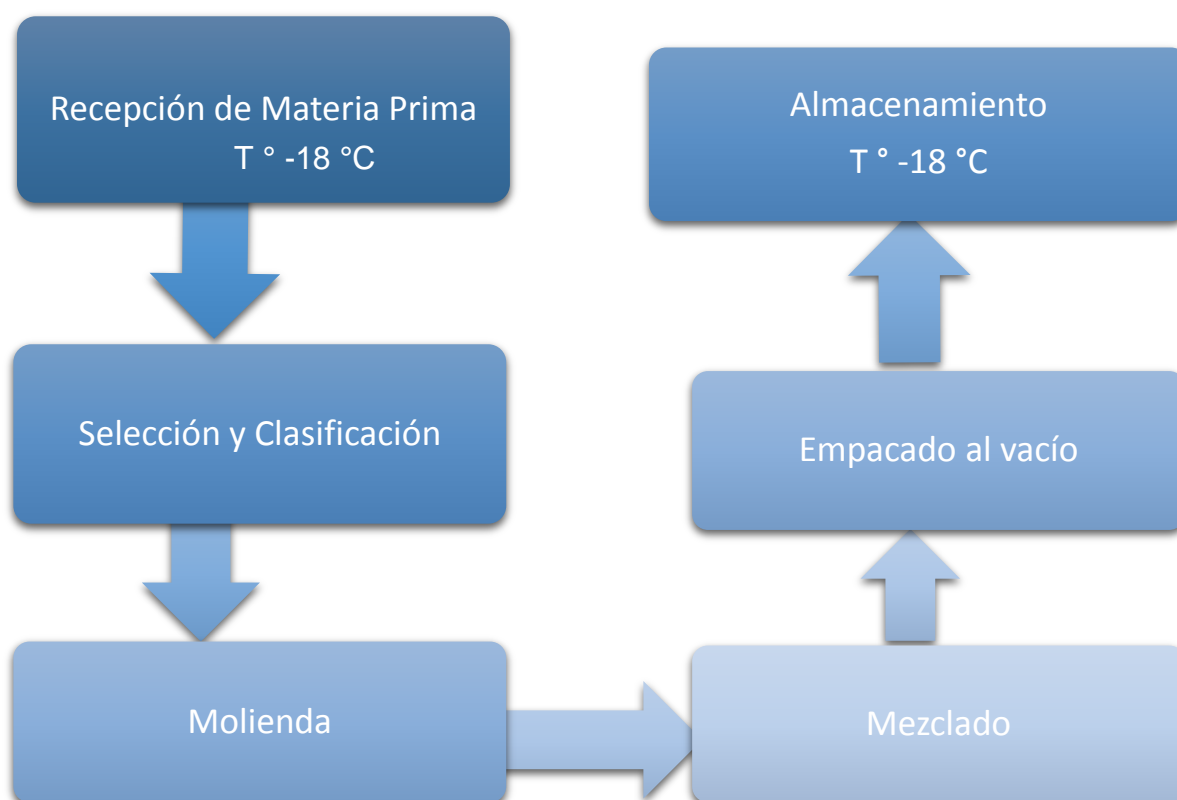 Recepción de Materia Prima
T ° -18 °C
Selección y Clasificación
Molienda
Mezclado
Empacado al vacío
Almacenamiento
T ° -18 °C